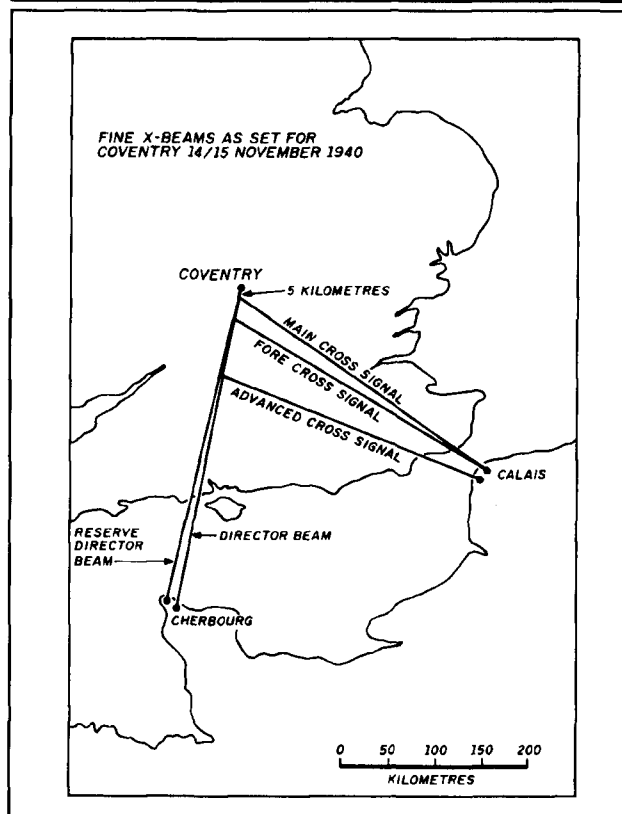 FINE X-BEAMS AS SET FOR
COVENTRY 14/15 NOVEMBER 1940
COVENTRY
5 KILOMETRES
MAIN CROSS SIGNAL
FORE CROSS SIGNAL
ADVANCED CROSS SIGNAL
CALAIS
RESERVE
DIRECTOR
BEAM
DIRECTOR BEAM
CHERBOURG
0 50 100 150 200
KILOMETRES